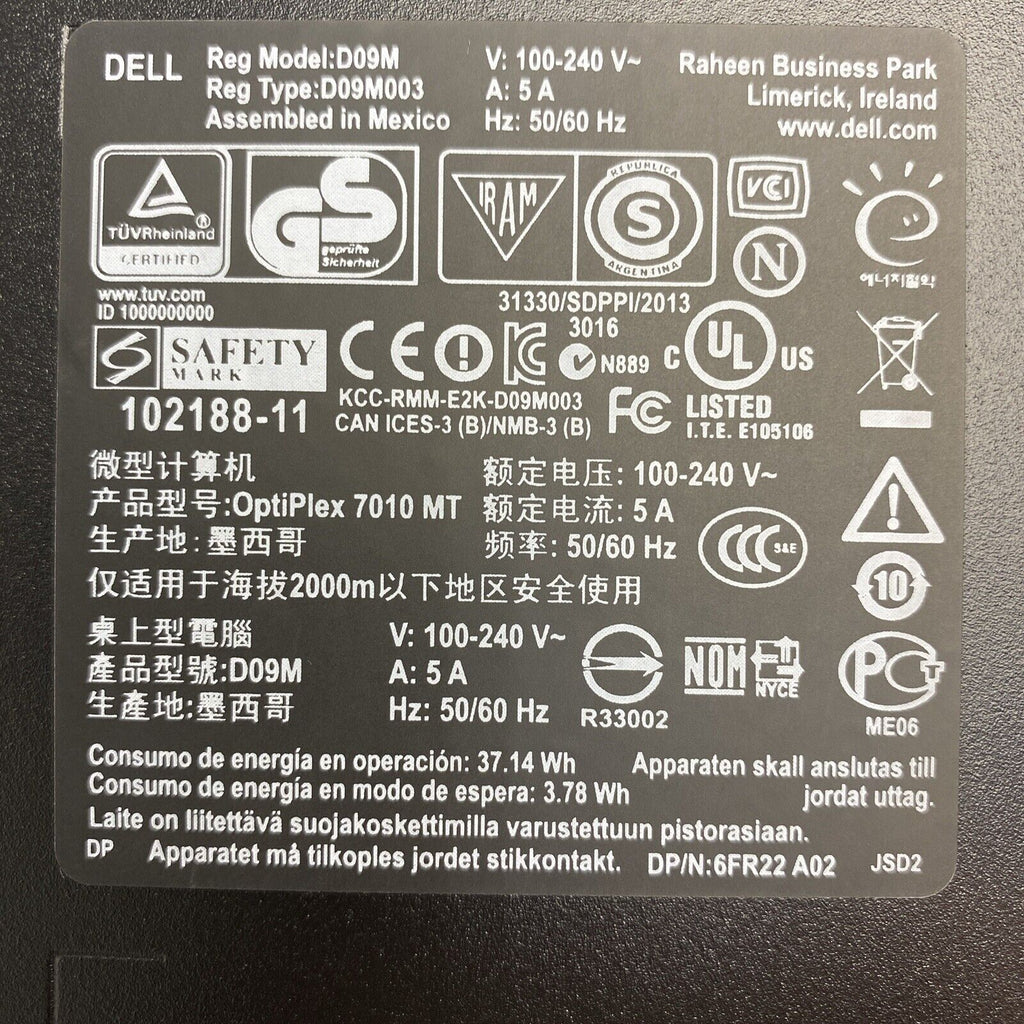 DELL
Reg Model:D09M
Reg Type:D09M003
Assembled in Mexico
V: 100-240 V~
A: 5 A
Hz: 50/60 Hz
Raheen Business Park
Limerick, Ireland
www.dell.com
TÜVRheinland®
CERTIFIED
GS
geprüfte
Sicherheit
IRAM
REPUBLICA
S
ARGENTINA
VCI
N
에너지절약
www.tuv.com
ID 1000000000
31330/SDPPI/2013
3016
SAFETY
MARK
102188-11
CE
KC
N889
C UL US
KCC-RMM-E2K-D09M003
CAN ICES-3 (B)/NMB-3 (B)
FC
LISTED
I.T.E. E105106
微型计算机
产品型号:OptiPlex 7010 MT
生产地:墨西哥
额定电压: 100-240 V~
额定电流: 5 A
频率: 50/60 Hz
CCC S&E
仅适用于海拔2000m以下地区安全使用
10
桌上型電腦
產品型號:D09M
生產地:墨西哥
V: 100-240 V~
A: 5 A
Hz: 50/60 Hz
R33002
NOM
NYCE
PCT
ME06
Consumo de energía en operación: 37.14 Wh
Consumo de energía en modo de espera: 3.78 Wh
Apparaten skall anslutas till
jordat uttag.
Laite on liitettävä suojakoskettimilla varustettuun pistorasiaan.
DP
Apparatet må tilkoples jordet stikkontakt.
DP/N:6FR22 A02
JSD2